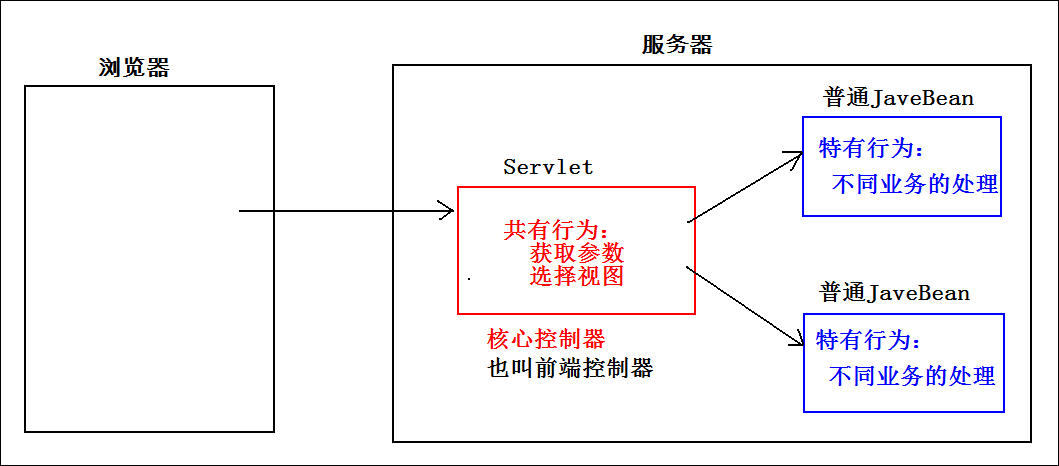 浏览器
服务器
普通JaveBean
特有行为：
不同业务的处理
Servlet
共有行为：
获取参数
选择视图
核心控制器
也叫前端控制器
普通JaveBean
特有行为：
不同业务的处理